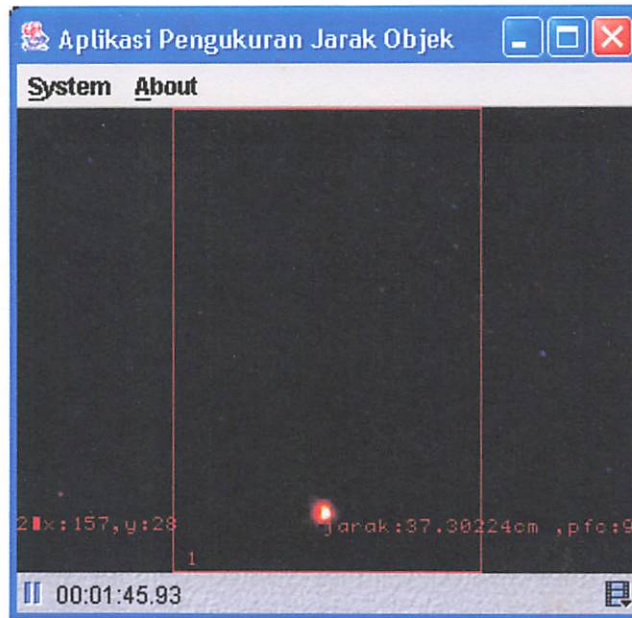 Aplikasi Pengukuran Jarak Objek
System About
x:157,y:28 jarak:37.30224cm ,pfc:9
1
00:01:45.93